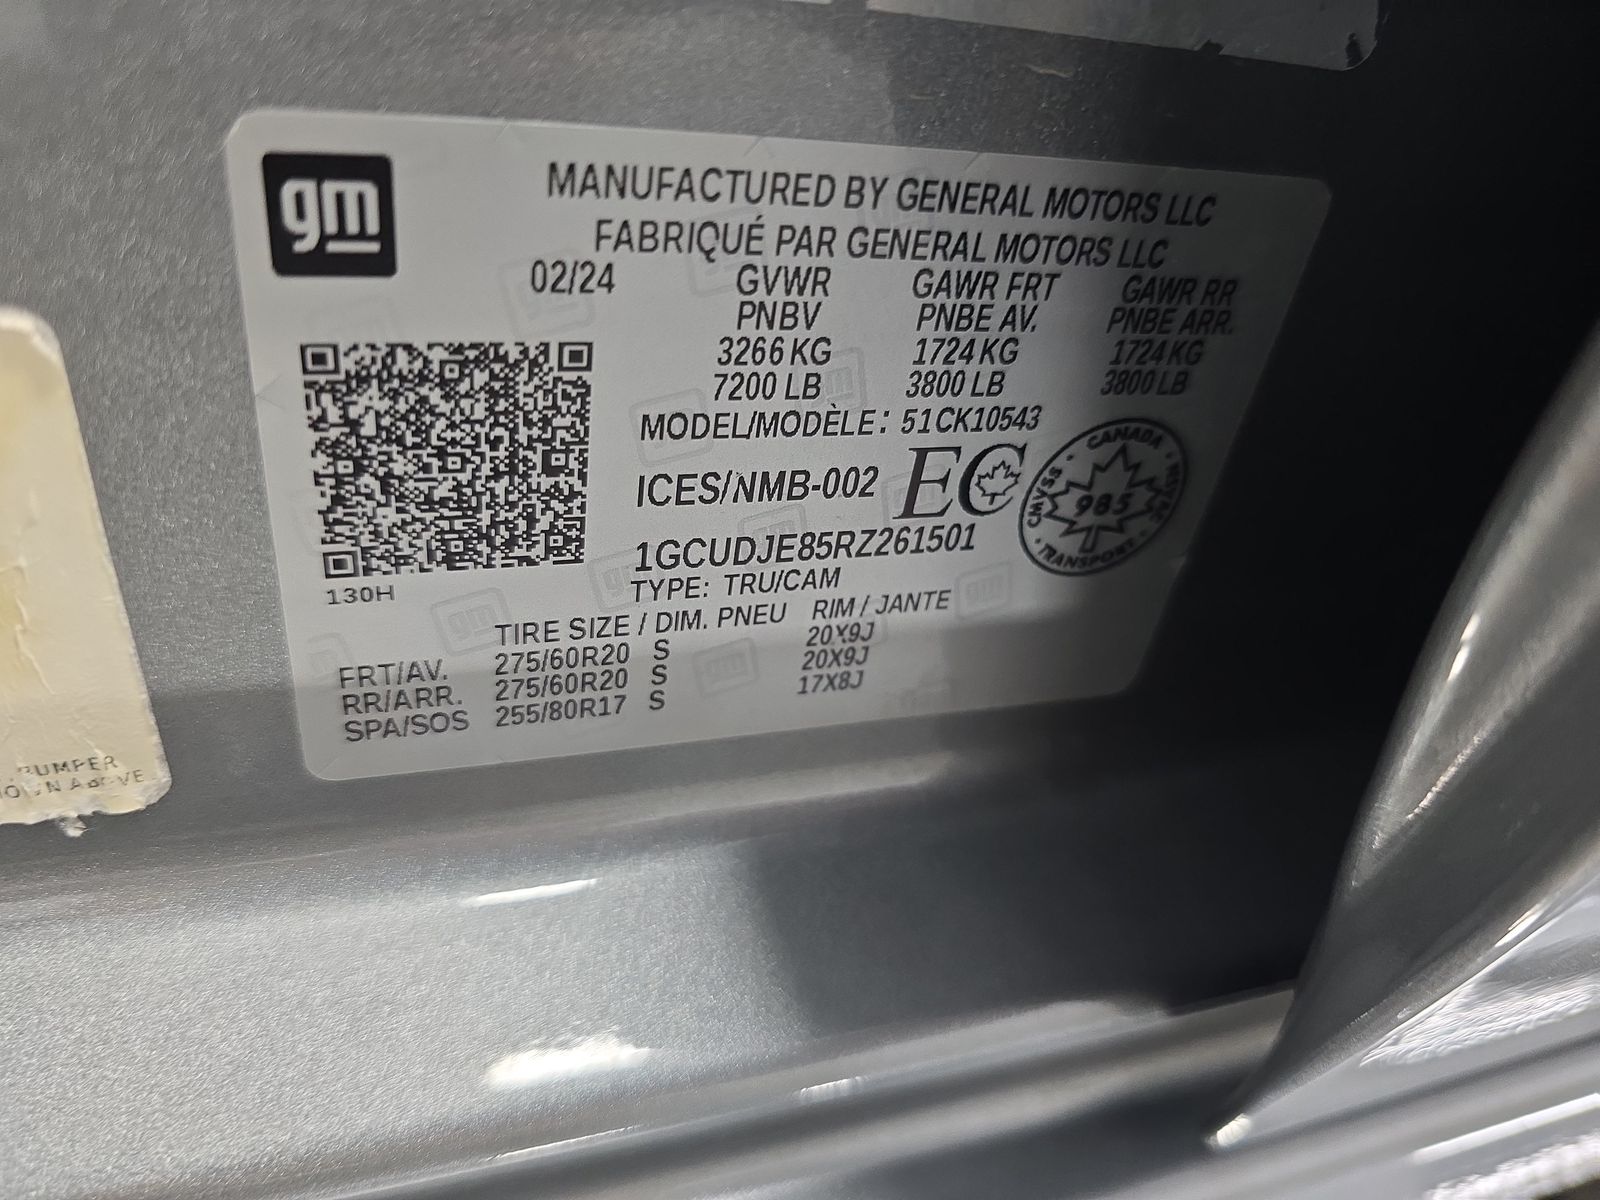 gm
MANUFACTURED BY GENERAL MOTORS LLC
FABRIQUÉ PAR GENERAL MOTORS LLC
02/24 GVWR GAWR FRT GAWR RR
PNBV PNBE AV. PNBE ARR.
3266 KG 1724 KG 1724 KG
7200 LB 3800 LB 3800 LB
MODEL/MODÈLE: 51CK10543
ICES/NMB-002 EC
CANADA
CMVSS 985 NSVAC
TRANSPORT
1GCUDJE85RZ261501
130H
TYPE: TRU/CAM
TIRE SIZE / DIM. PNEU RIM / JANTE
FRT/AV. 275/60R20 S 20X9J
RR/ARR. 275/60R20 S 20X9J
SPA/SOS 255/80R17 S 17X8J